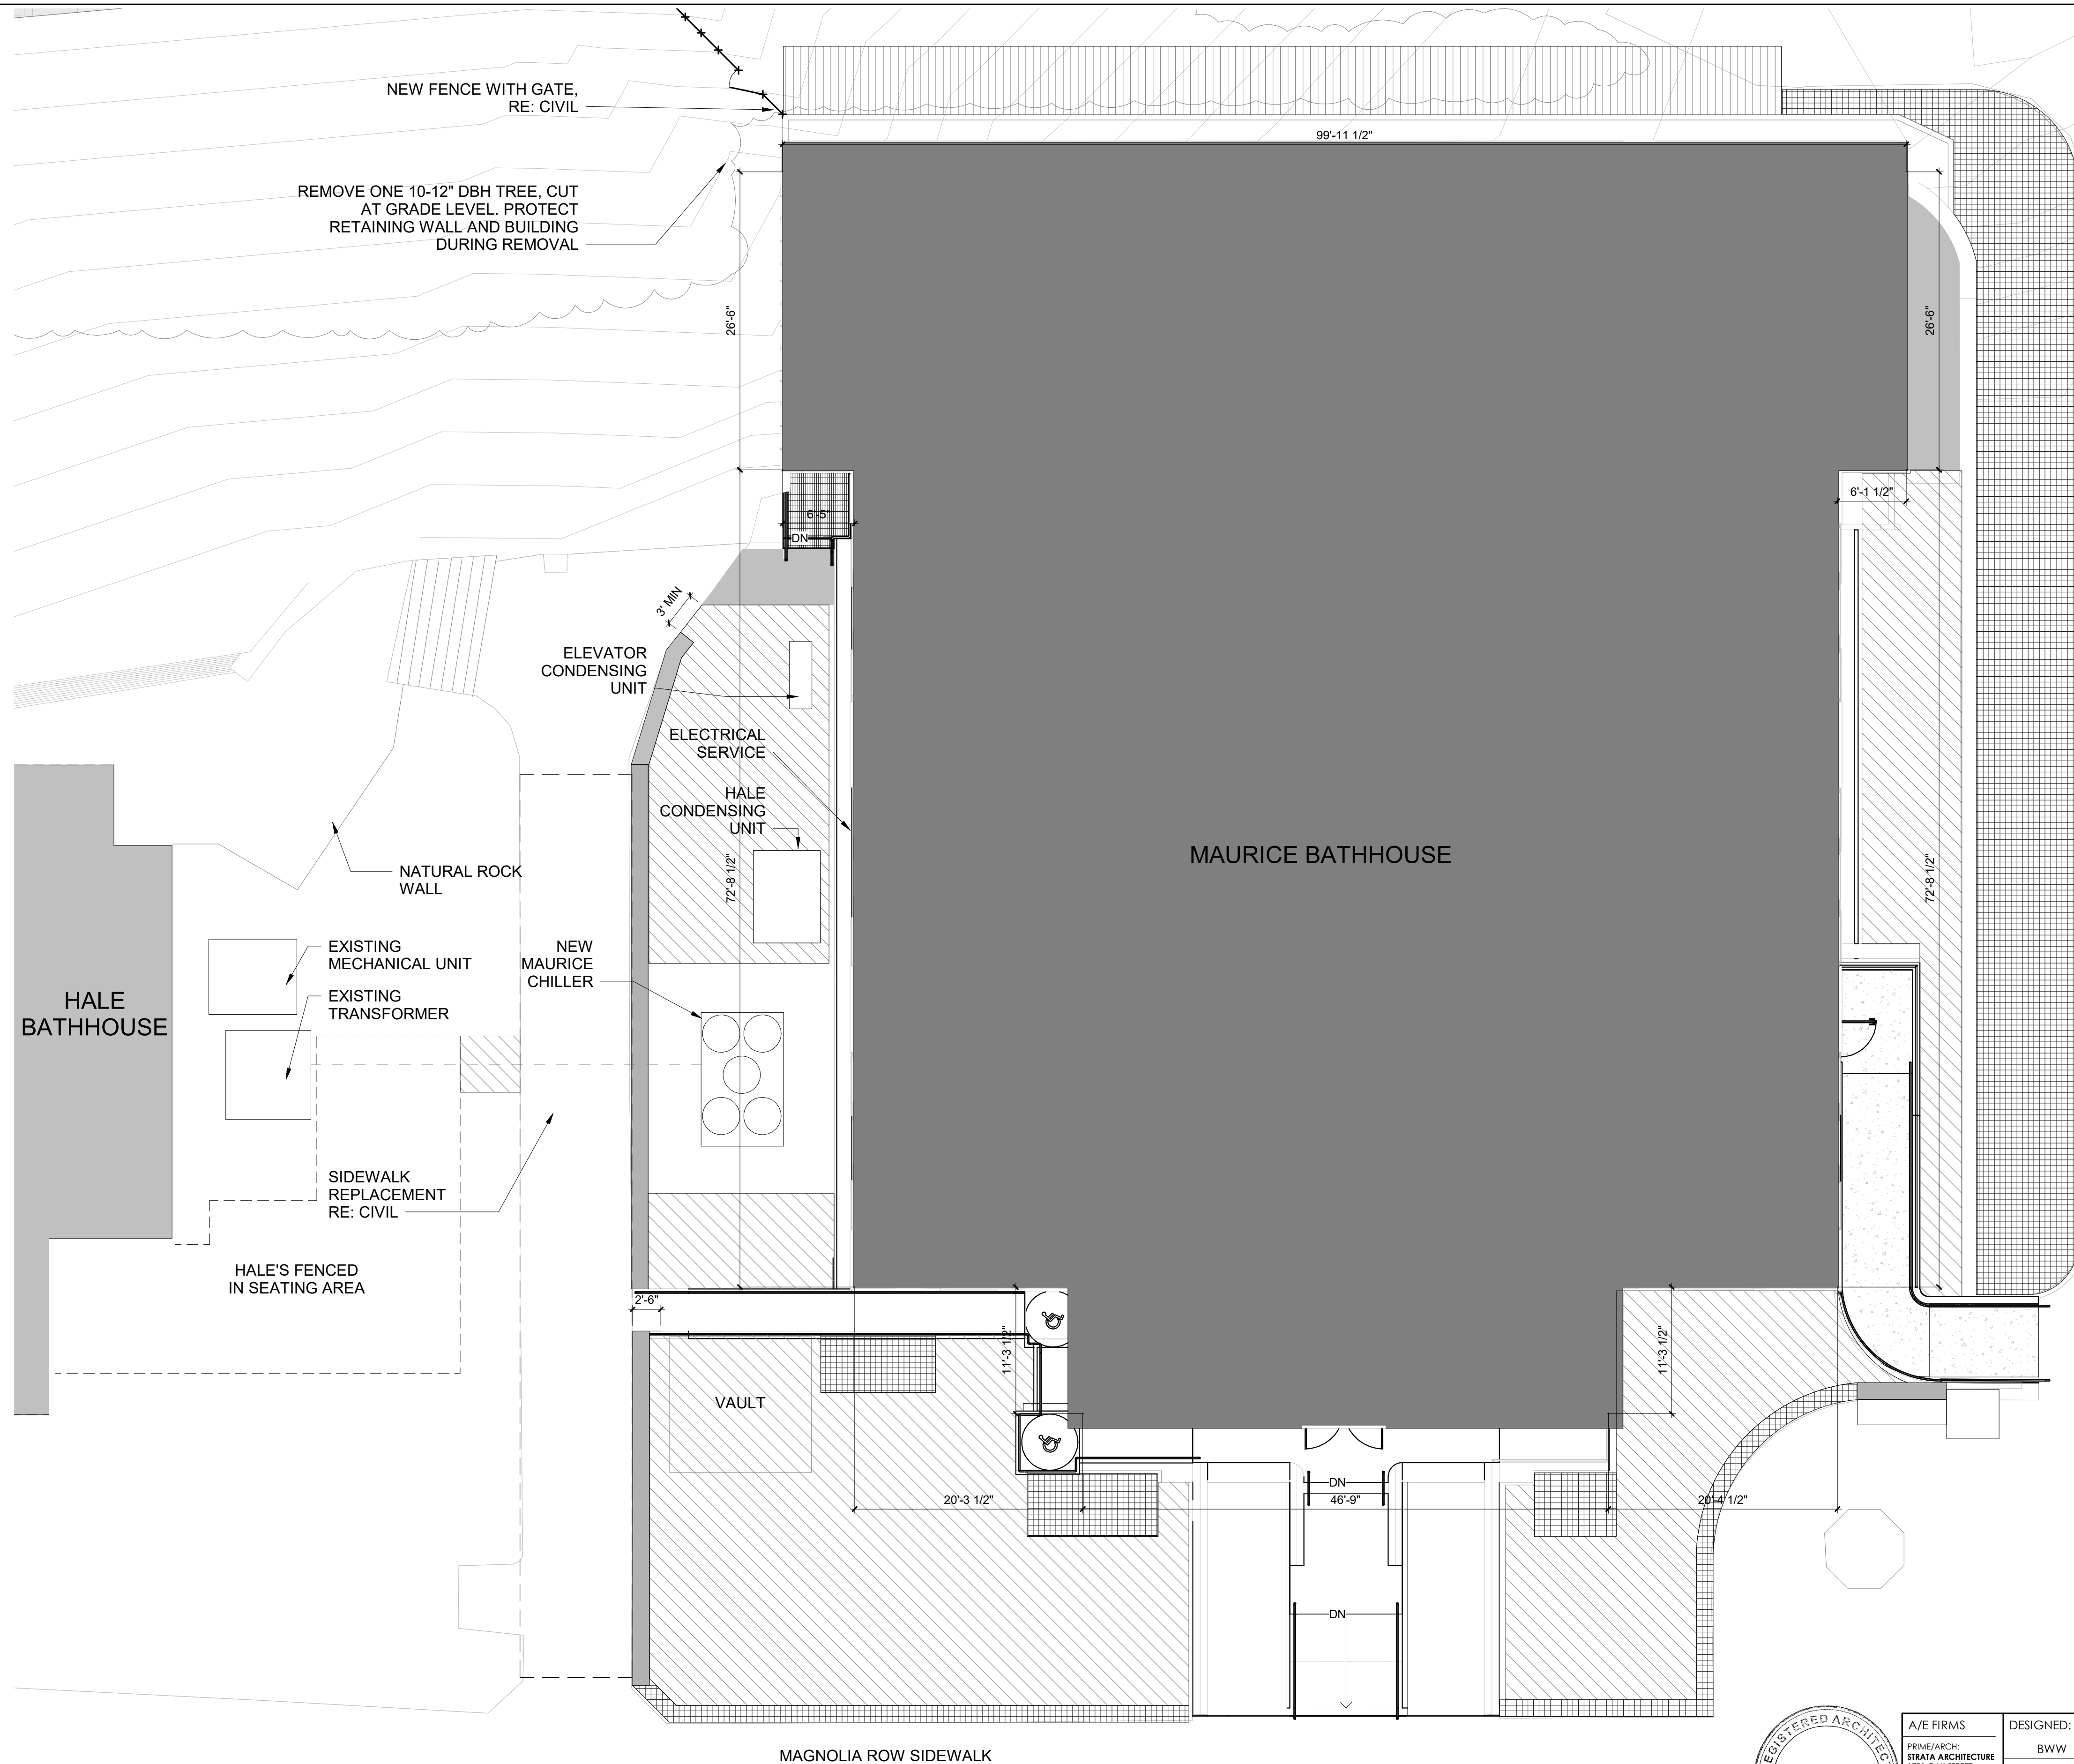 NEW FENCE WITH GATE,
RE: CIVIL
99'-11 1/2"
REMOVE ONE 10-12" DBH TREE, CUT
AT GRADE LEVEL. PROTECT
RETAINING WALL AND BUILDING
DURING REMOVAL
26'-6"
26'-6"
6'-1 1/2"
6'-5"
DN
3' MIN
ELEVATOR
CONDENSING
UNIT
ELECTRICAL
SERVICE
HALE
CONDENSING
UNIT
72'-8 1/2"
MAURICE BATHHOUSE
72'-8 1/2"
NATURAL ROCK
WALL
EXISTING
MECHANICAL UNIT
NEW
MAURICE
CHILLER
HALE
BATHHOUSE
EXISTING
TRANSFORMER
SIDEWALK
REPLACEMENT
RE: CIVIL
HALE'S FENCED
IN SEATING AREA
2'-6"
11'-3 1/2"
11'-3 1/2"
VAULT
DN
20'-3 1/2"
46'-9"
20'-4 1/2"
DN
MAGNOLIA ROW SIDEWALK
A/E FIRMS
PRIME/ARCH:
STRATA ARCHITECTURE
DESIGNED:
BWW